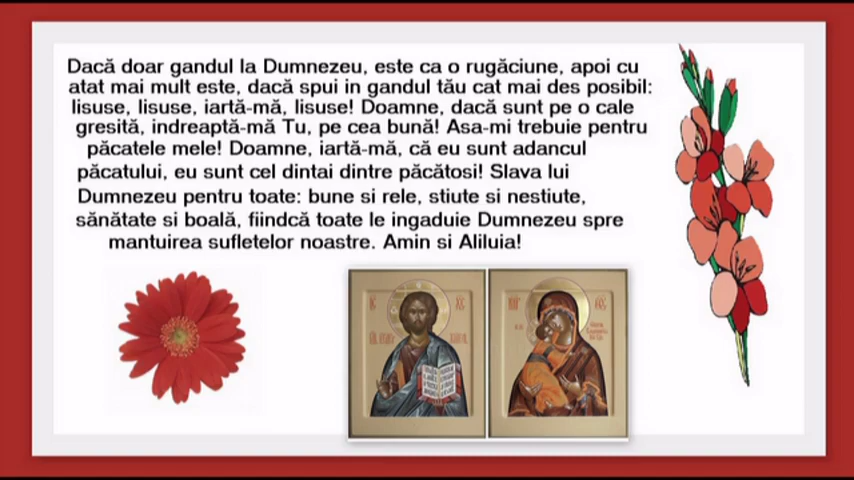 Dacă doar gandul la Dumnezeu, este ca o rugăciune, apoi cu
atat mai mult este, dacă spui in gandul tău cat mai des posibil:
Iisuse, Iisuse, iartă-mă, Iisuse! Doamne, dacă sunt pe o cale
gresită, indreaptă-mă Tu, pe cea bună! Asa-mi trebuie pentru
păcatele mele! Doamne, iartă-mă, că eu sunt adancul
păcatului, eu sunt cel dintai dintre păcătosi! Slava lui
Dumnezeu pentru toate: bune si rele, stiute si nestiute,
sănătate si boală, fiindcă toate le ingaduie Dumnezeu spre
mantuirea sufletelor noastre. Amin si Aliluia!